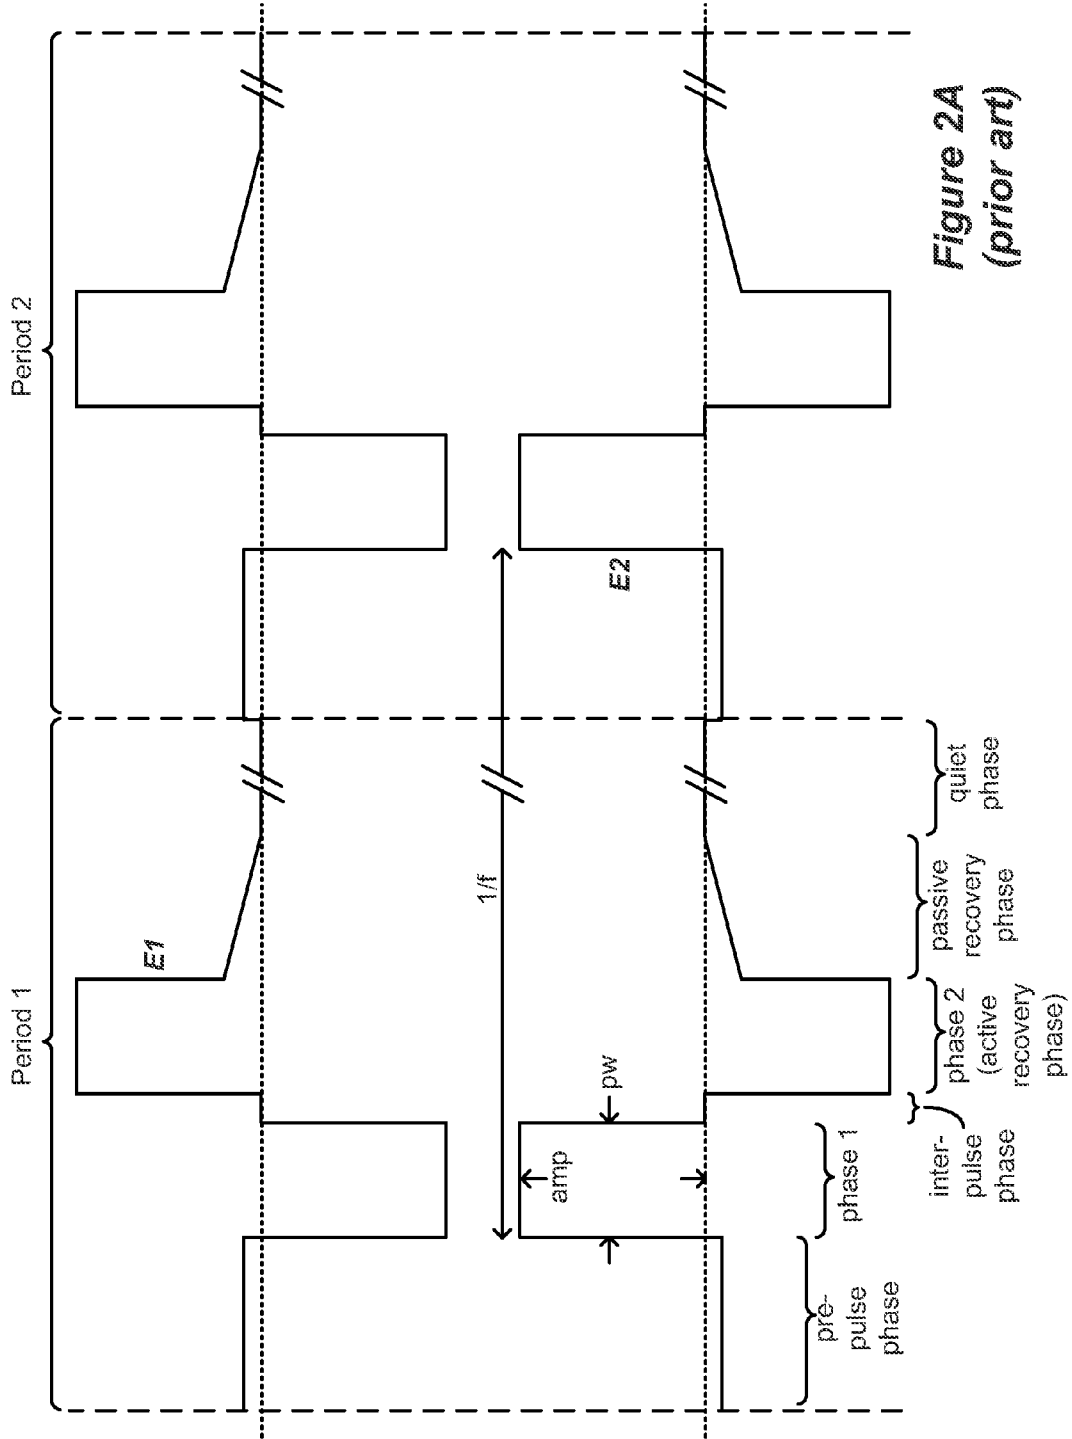 Period 1
Period 2
E1
1/f
E2
amp
pw
pre-
pulse
phase
phase 1
inter-
pulse
phase
phase 2
(active
recovery
phase)
passive
recovery
phase
quiet
phase
Figure 2A
(prior art)